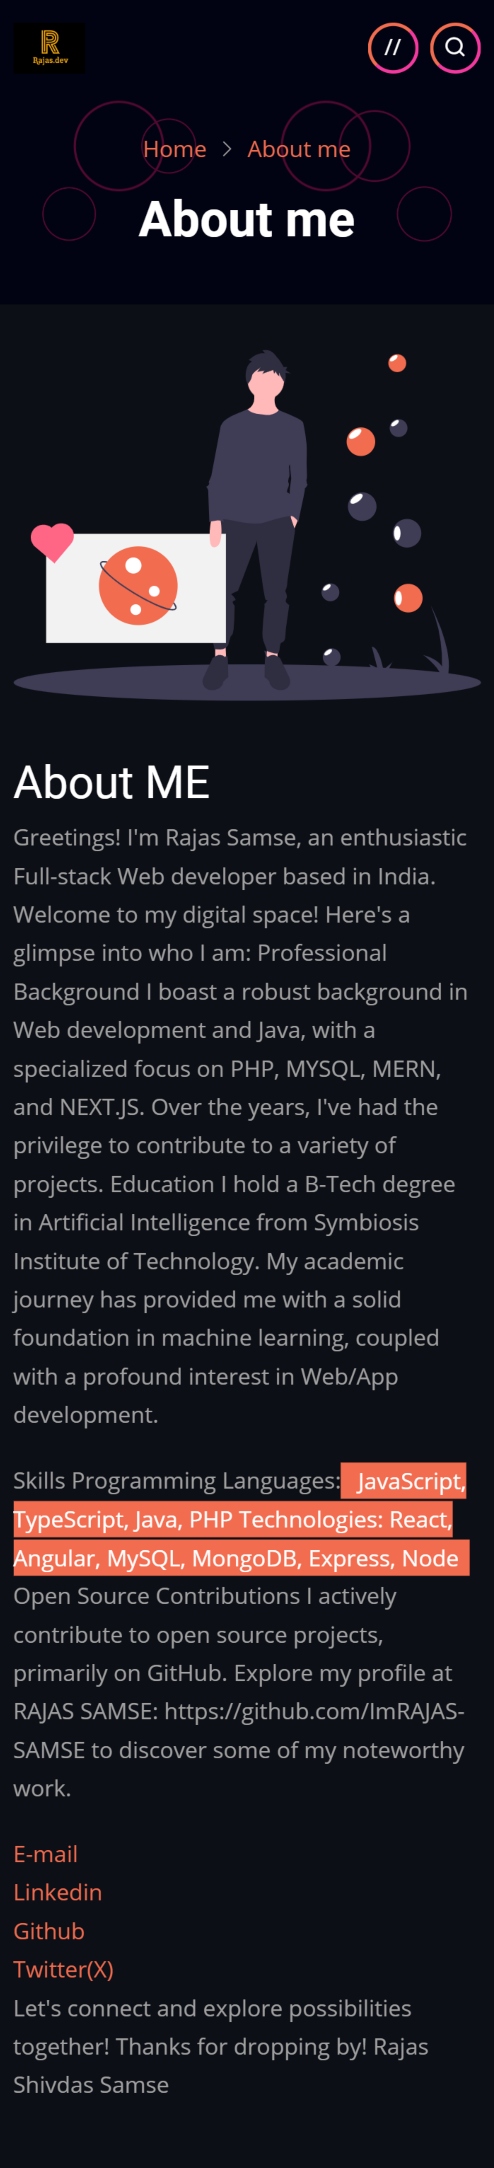 R
Rajas.dev
//
Home > About me
About me
About ME
Greetings! I'm Rajas Samse, an enthusiastic
Full-stack Web developer based in India.
Welcome to my digital space! Here's a
glimpse into who I am: Professional
Background I boast a robust background in
Web development and Java, with a
specialized focus on PHP, MYSQL, MERN,
and NEXT.JS. Over the years, I've had the
privilege to contribute to a variety of
projects. Education I hold a B-Tech degree
in Artificial Intelligence from Symbiosis
Institute of Technology. My academic
journey has provided me with a solid
foundation in machine learning, coupled
with a profound interest in Web/App
development.
Skills Programming Languages: JavaScript,
TypeScript, Java, PHP Technologies: React,
Angular, MySQL, MongoDB, Express, Node
Open Source Contributions I actively
contribute to open source projects,
primarily on GitHub. Explore my profile at
RAJAS SAMSE: https://github.com/ImRAJAS-
SAMSE to discover some of my noteworthy
work.
E-mail
Linkedin
Github
Twitter(X)
Let's connect and explore possibilities
together! Thanks for dropping by! Rajas
Shivdas Samse